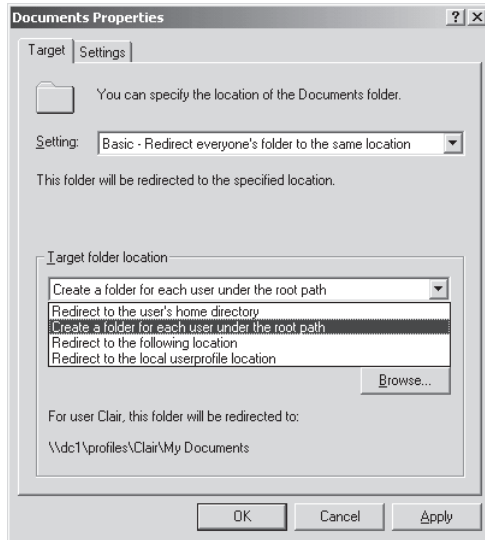 Documents Properties
Target
Settings
You can specify the location of the Documents folder.
Setting:
Basic - Redirect everyone's folder to the same location
This folder will be redirected to the specified location.
Target folder location
Create a folder for each user under the root path
Redirect to the user's home directory
Create a folder for each user under the root path
Redirect to the following location
Redirect to the local userprofile location
Browse...
For user Clair, this folder will be redirected to:
\\dc1\profiles\Clair\My Documents
OK
Cancel
Apply